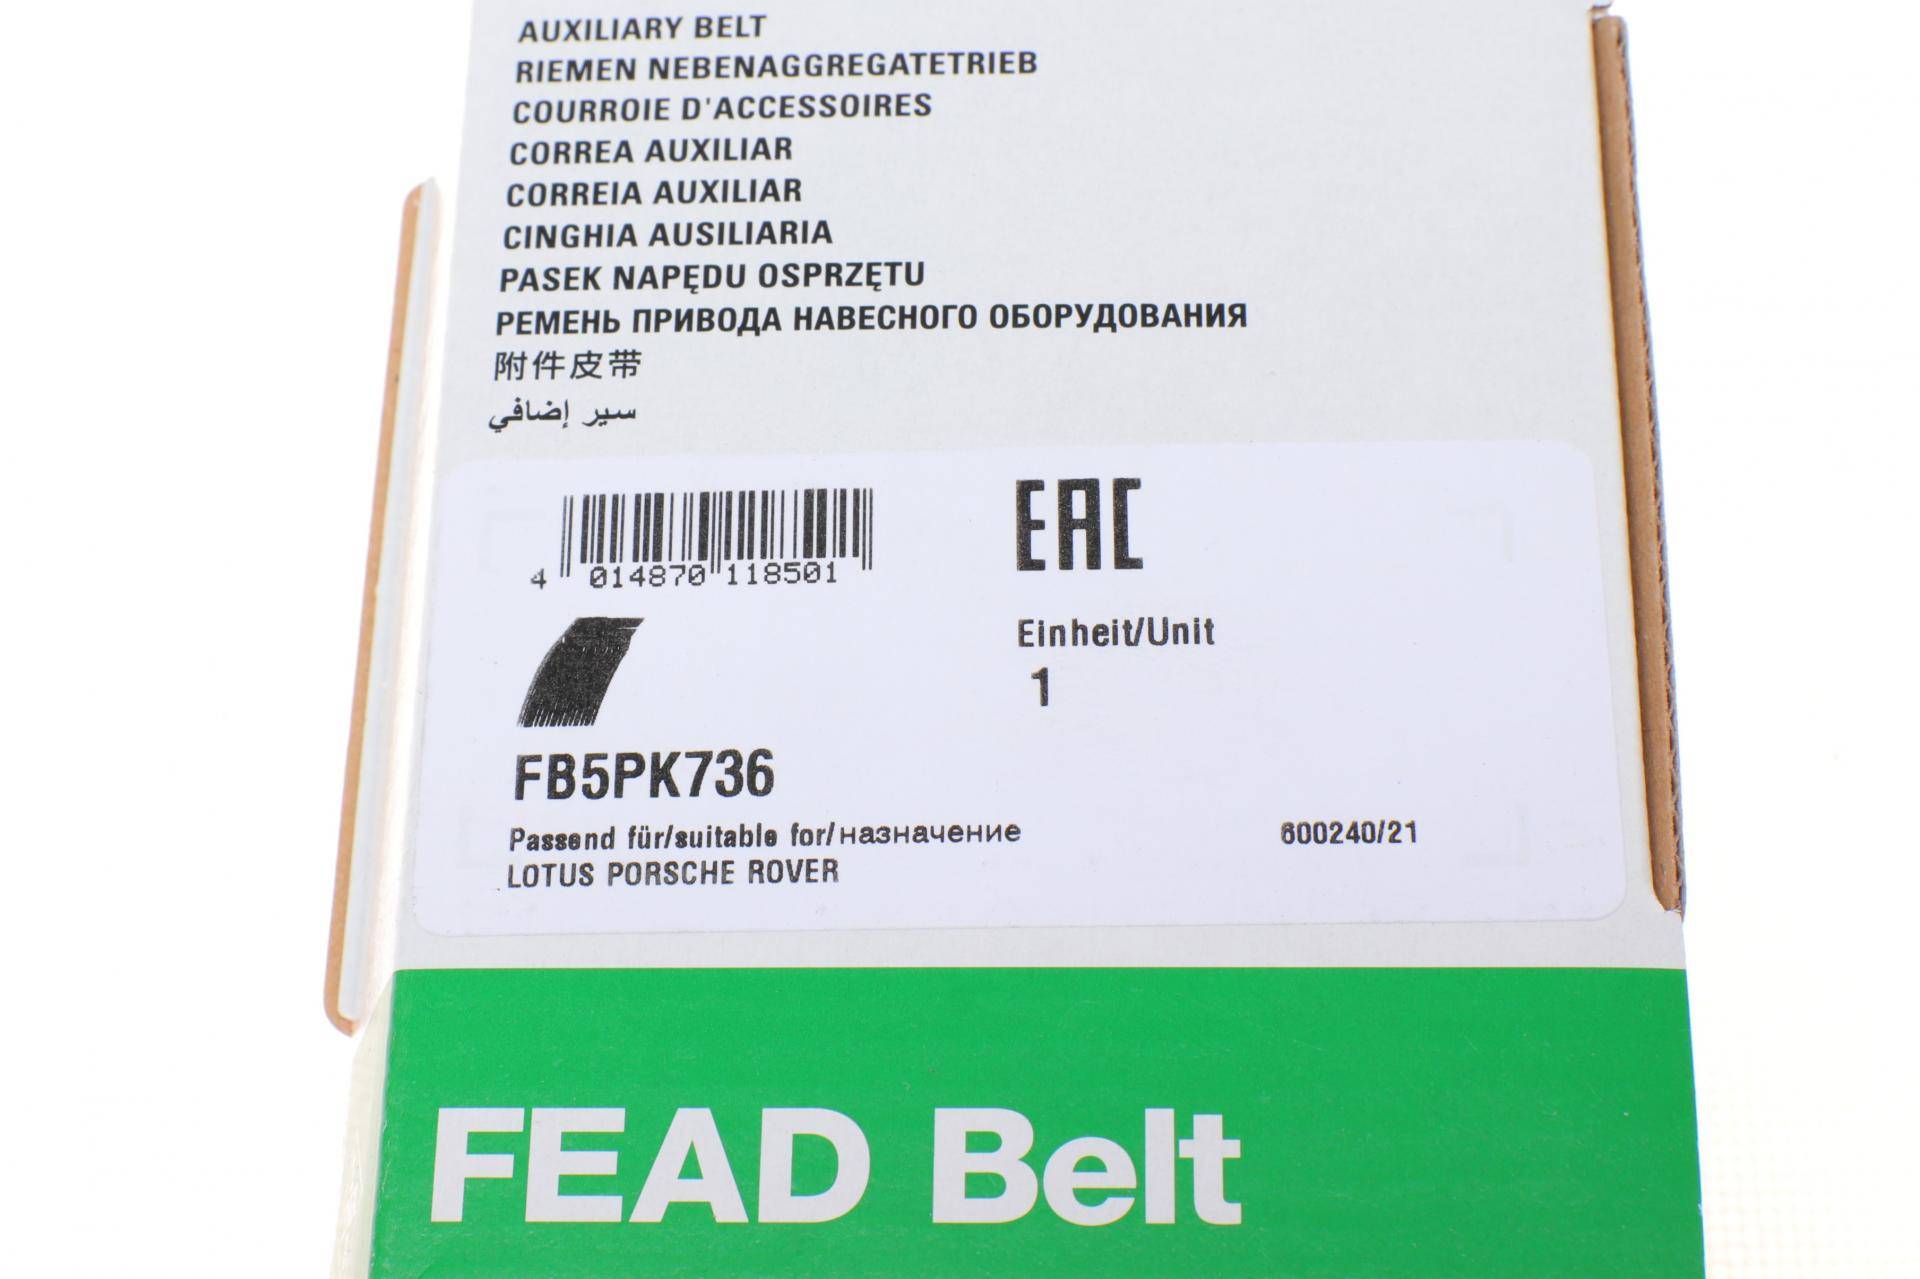 AUXILIARY BELT
RIEMEN NEBENAGGREGATETRIEB
COURROIE D'ACCESSOIRES
CORREA AUXILIAR
CORREIA AUXILIAR
CINGHIA AUSILIARIA
PASEK NAPĘDU OSPRZĘTU
РЕМЕНЬ ПРИВОДА НАВЕСНОГО ОБОРУДОВАНИЯ
附件皮带
سير إضافي
EAC
4 014870 118501
Einheit/Unit
1
FB5PK736
Passend für/suitable for/назначение
600240/21
LOTUS PORSCHE ROVER
FEAD Belt